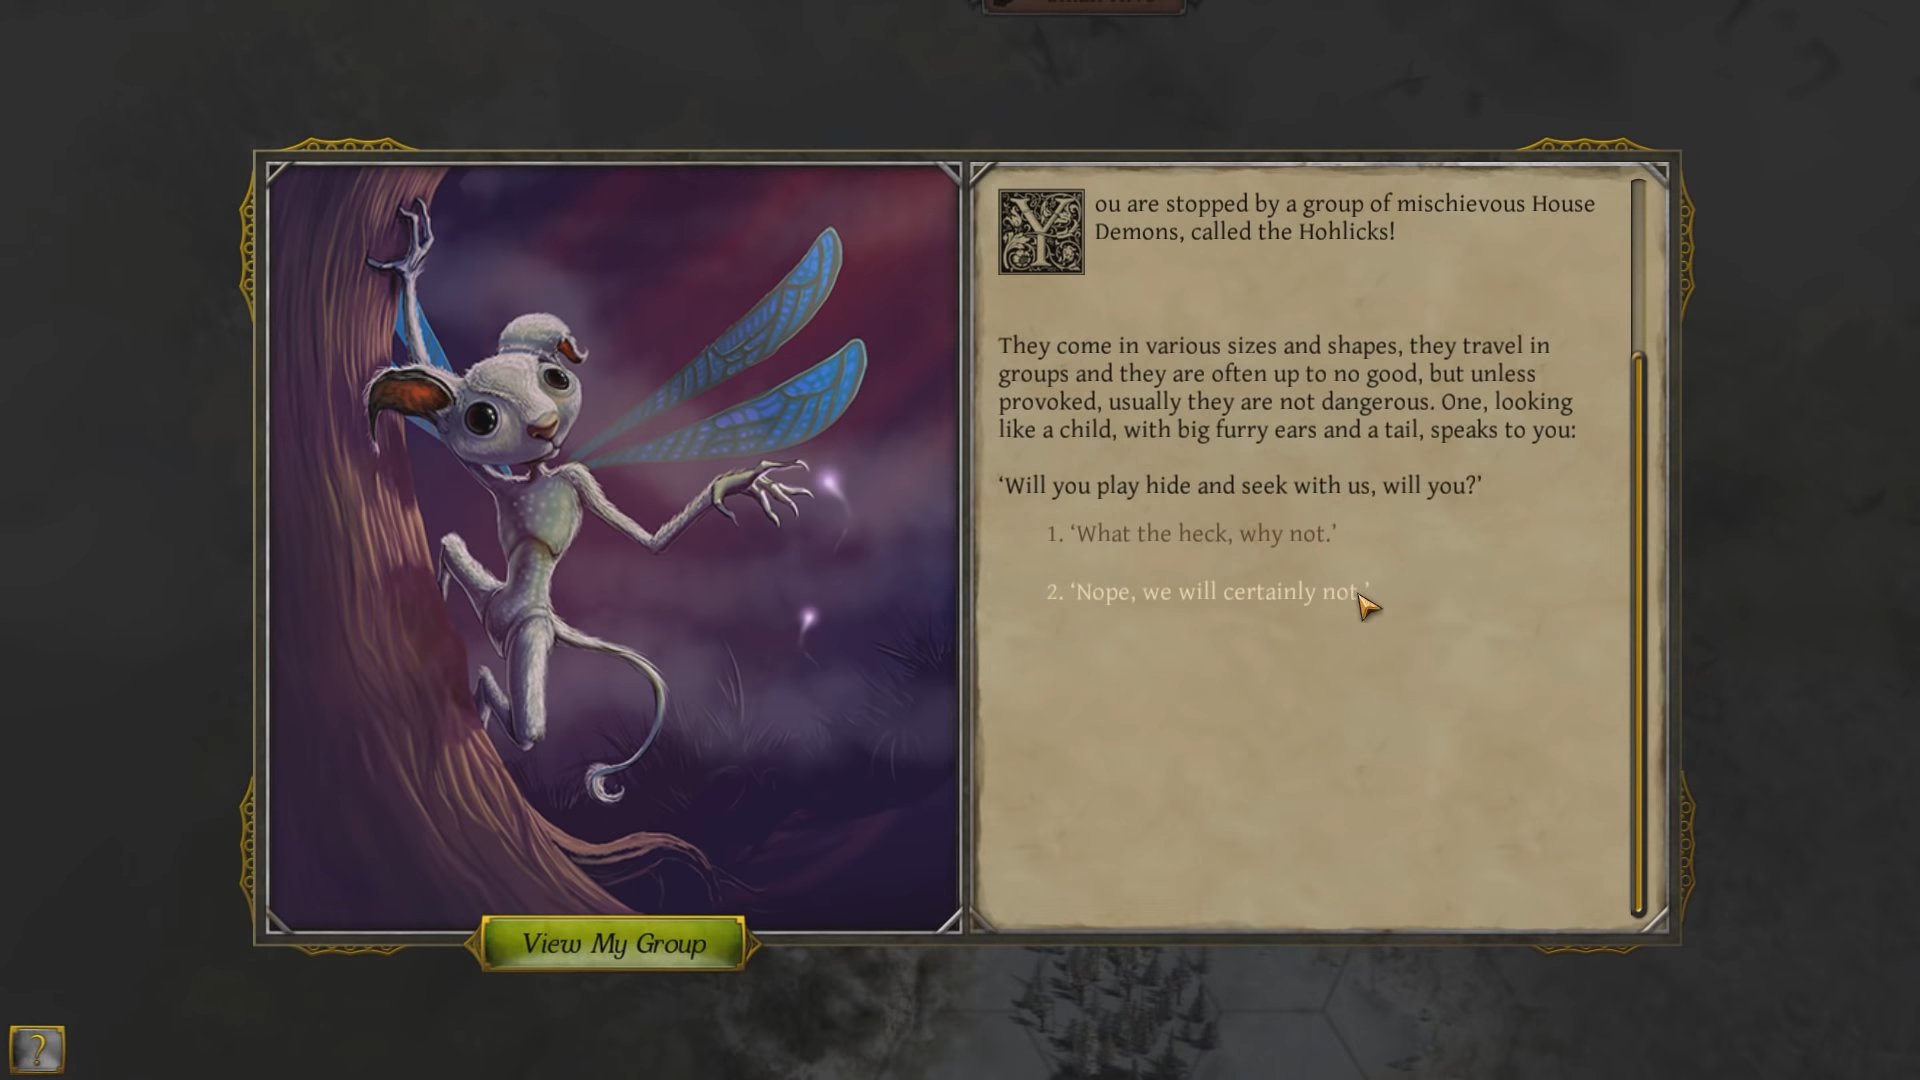 You are stopped by a group of mischievous House
Demons, called the Hohlicks!
They come in various sizes and shapes, they travel in
groups and they are often up to no good, but unless
provoked, usually they are not dangerous. One, looking
like a child, with big furry ears and a tail, speaks to you:
‘Will you play hide and seek with us, will you?’
1. ‘What the heck, why not.’
2. ‘Nope, we will certainly not.’
View My Group
?